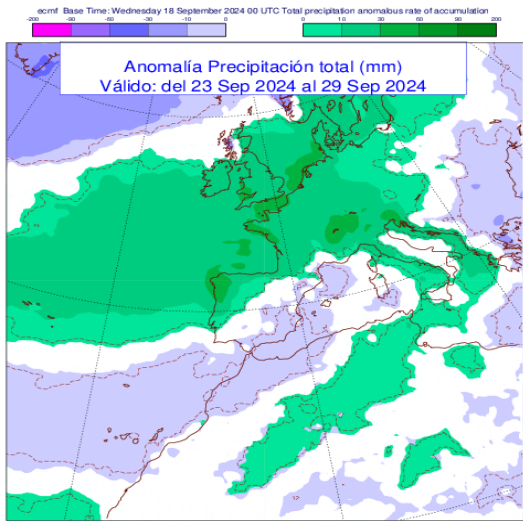 ecmf Base Time: Wednesday 18 September 2024 00 UTC Total precipitation anomalous rate of accumulation
-200 -90 -60 -30 -10 0 0 10 30 60 90 200
Anomalía Precipitación total (mm)
Válido: del 23 Sep 2024 al 29 Sep 2024
12